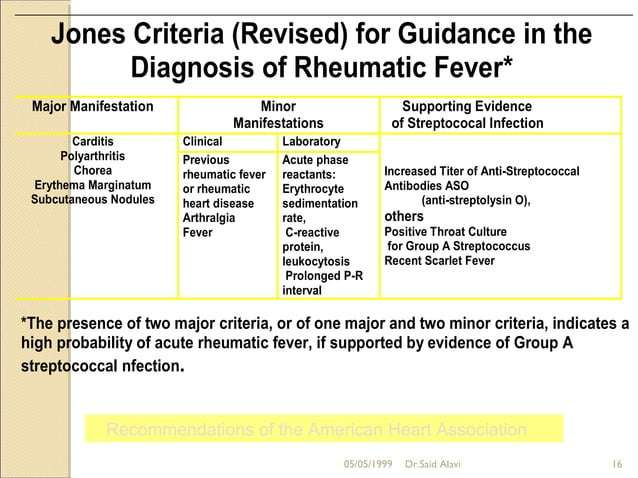 Jones Criteria (Revised) for Guidance in the
Diagnosis of Rheumatic Fever*
Major Manifestation
Minor
Manifestations
Supporting Evidence
of Streptococal Infection
Carditis
Polyarthritis
Chorea
Erythema Marginatum
Subcutaneous Nodules
Clinical
Previous
rheumatic fever
or rheumatic
heart disease
Arthralgia
Fever
Laboratory
Acute phase
reactants:
Erythrocyte
sedimentation
rate,
C-reactive
protein,
leukocytosis
Prolonged P-R
interval
Increased Titer of Anti-Streptococcal
Antibodies ASO
(anti-streptolysin O),
others
Positive Throat Culture
for Group A Streptococcus
Recent Scarlet Fever
*The presence of two major criteria, or of one major and two minor criteria, indicates a
high probability of acute rheumatic fever, if supported by evidence of Group A
streptococcal nfection.
Recommendations of the American Heart Association
05/05/1999 Dr.Said Alavi 16